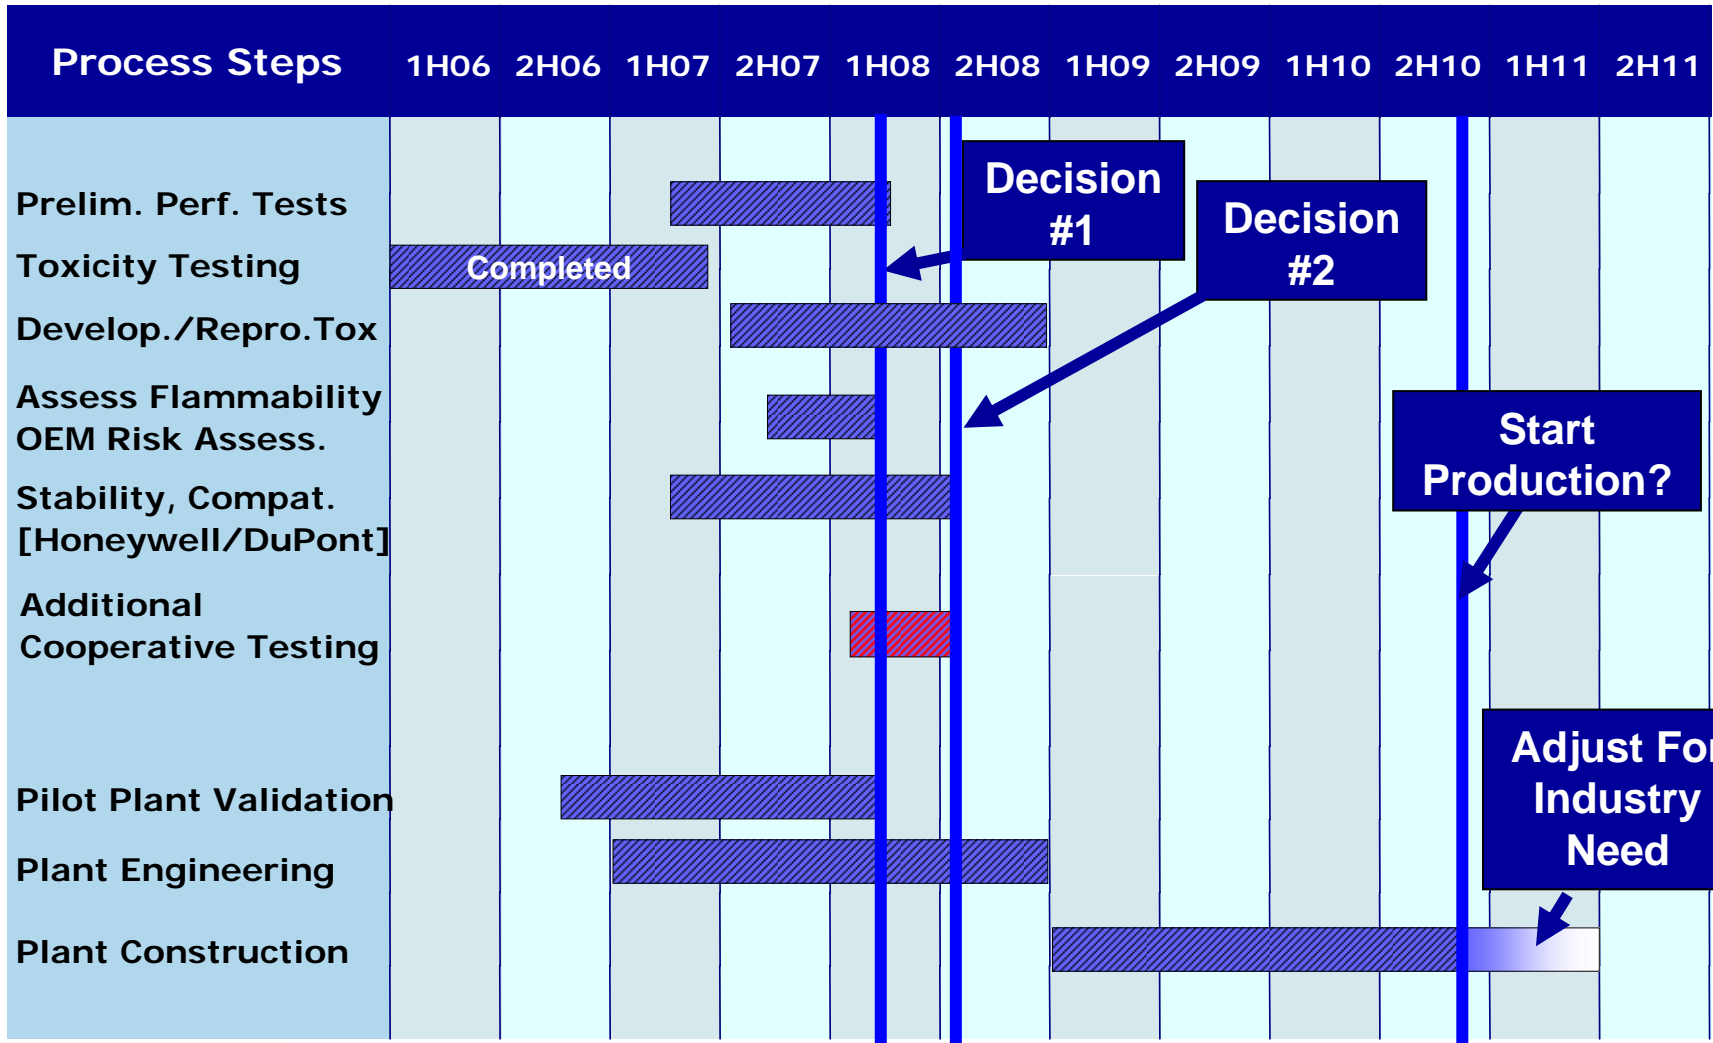 Process Steps 1H06 2H06 1H07 2H07 1H08 2H08 1H09 2H09 1H10 2H10 1H11 2H11
Prelim. Perf. Tests
Toxicity Testing
Completed
Develop./Repro.Tox
Assess Flammability
OEM Risk Assess.
Stability, Compat.
[Honeywell/DuPont]
Additional
Cooperative Testing
Pilot Plant Validation
Plant Engineering
Plant Construction
Decision
#1
Decision
#2
Start
Production?
Adjust For
Industry
Need